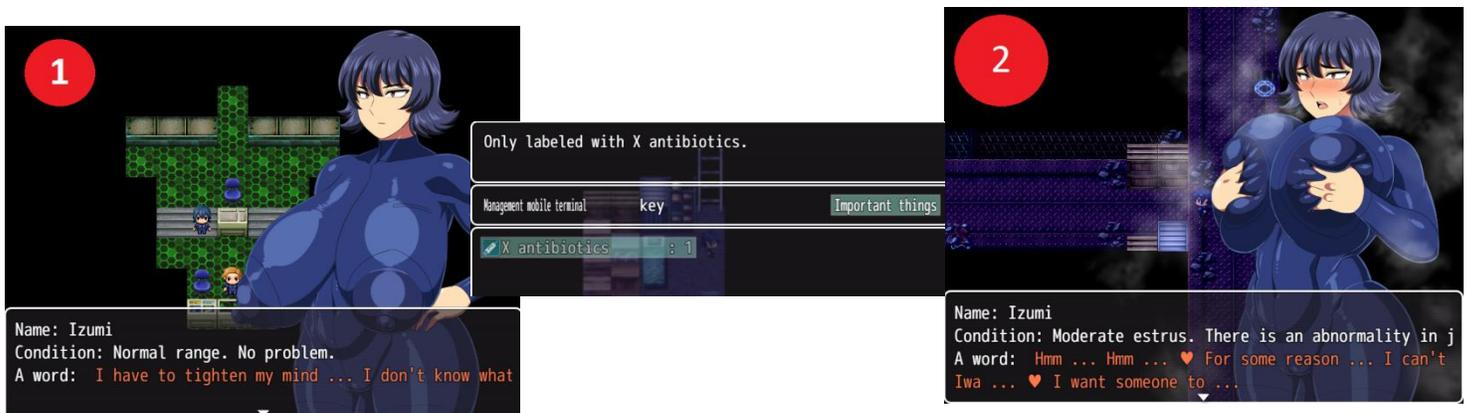 1
Name: Izumi
Condition: Normal range. No problem.
A word: I have to tighten my mind ... I don't know what
Only labeled with X antibiotics.
Management mobile terminal key Important things
X antibiotics : 1
2
Name: Izumi
Condition: Moderate estrus. There is an abnormality in j
A word: Hmm ... Hmm ... ♥ For some reason ... I can't
Iwa ... ♥ I want someone to ...